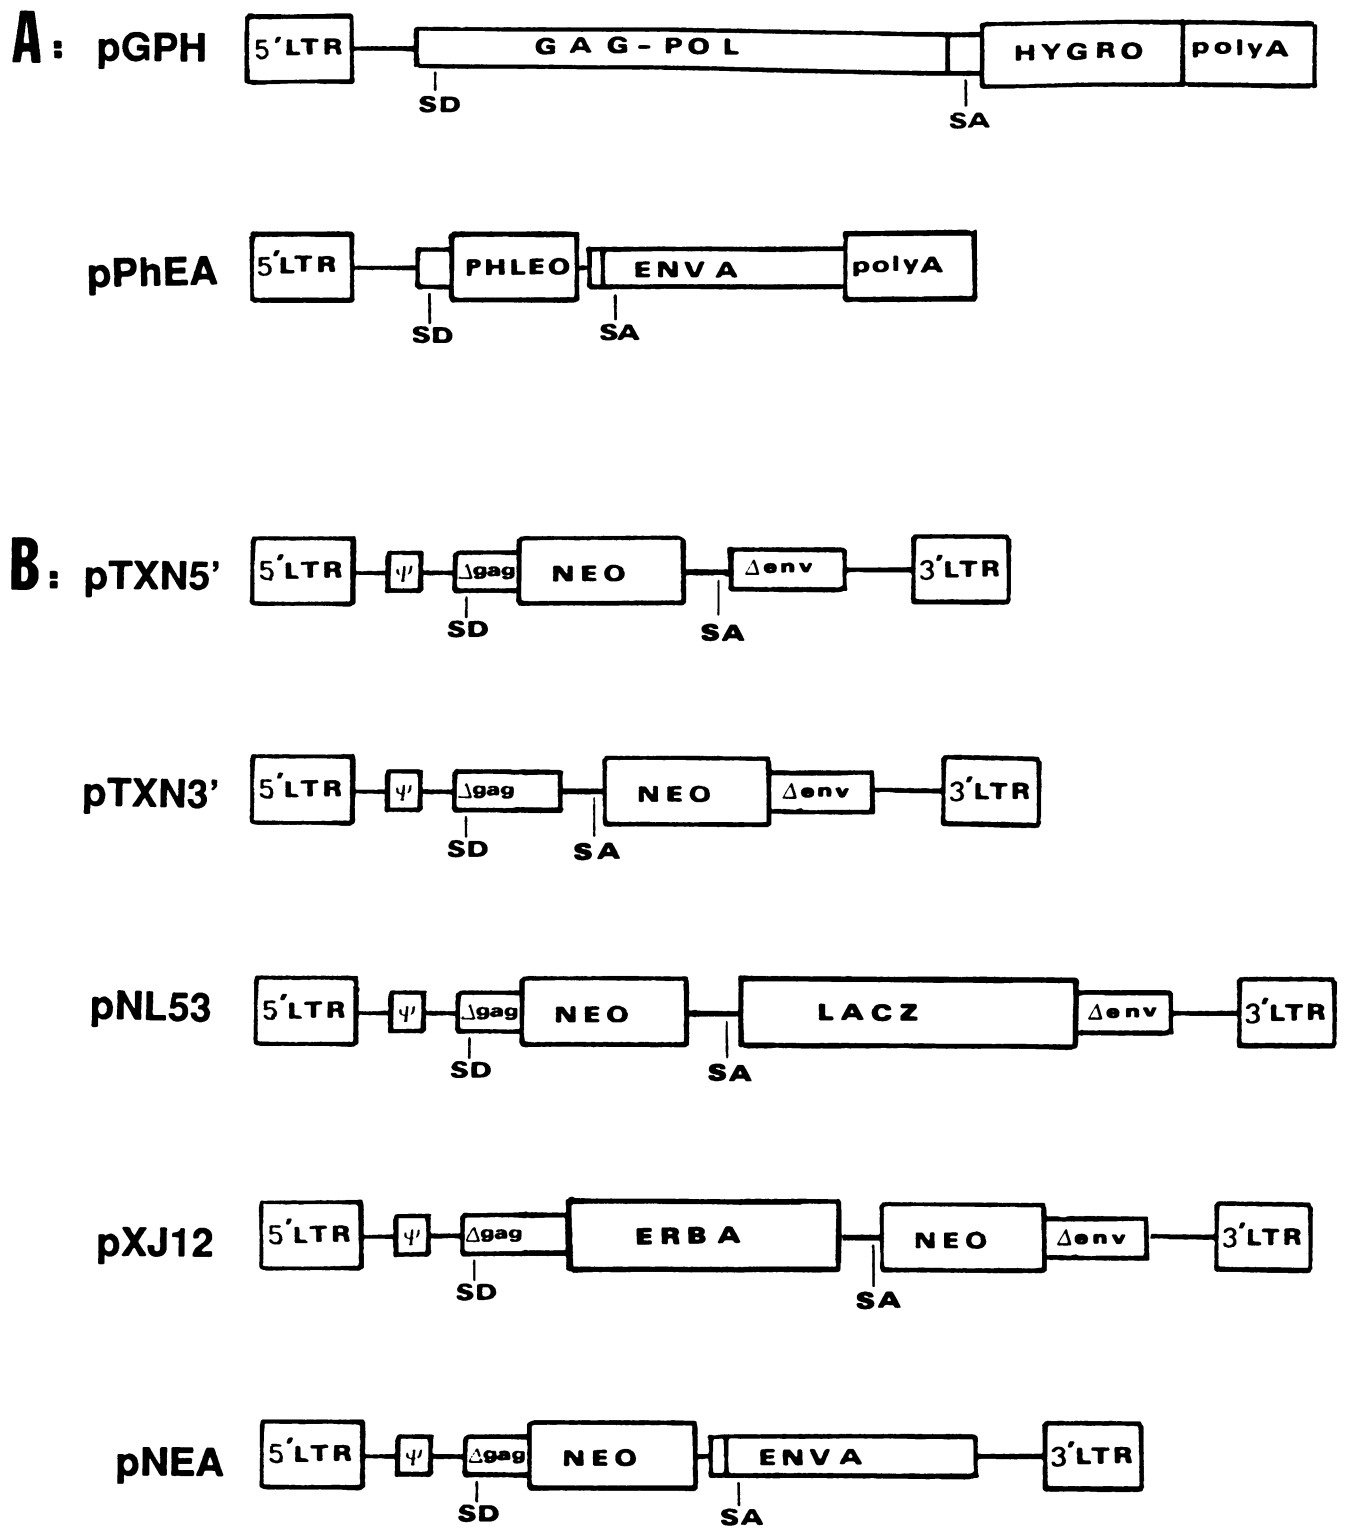 A: pGPH 5'LTR GAG-POL HYGRO polyA
SD SA
pPhEA 5'LTR PHLEO ENVA polyA
SD SA
B: pTXN5' 5'LTR Ψ Δgag NEO Δenv 3'LTR
SD SA
pTXN3' 5'LTR Ψ Δgag NEO Δenv 3'LTR
SD SA
pNL53 5'LTR Ψ Δgag NEO LACZ Δenv 3'LTR
SD SA
pXJ12 5'LTR Ψ Δgag ERBA NEO Δenv 3'LTR
SD SA
pNEA 5'LTR Ψ Δgag NEO ENVA 3'LTR
SD SA